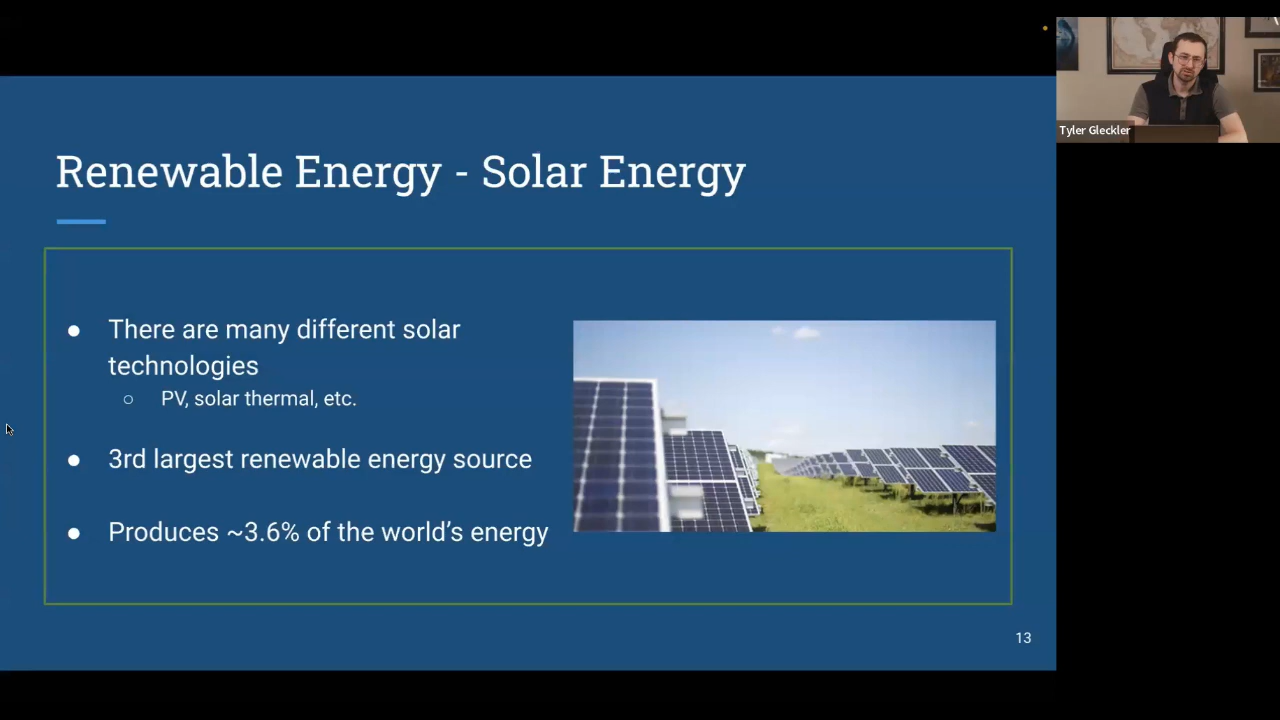 Renewable Energy - Solar Energy
● There are many different solar
technologies
○ PV, solar thermal, etc.
● 3rd largest renewable energy source
● Produces ~3.6% of the world’s energy
13
Tyler Gleckler